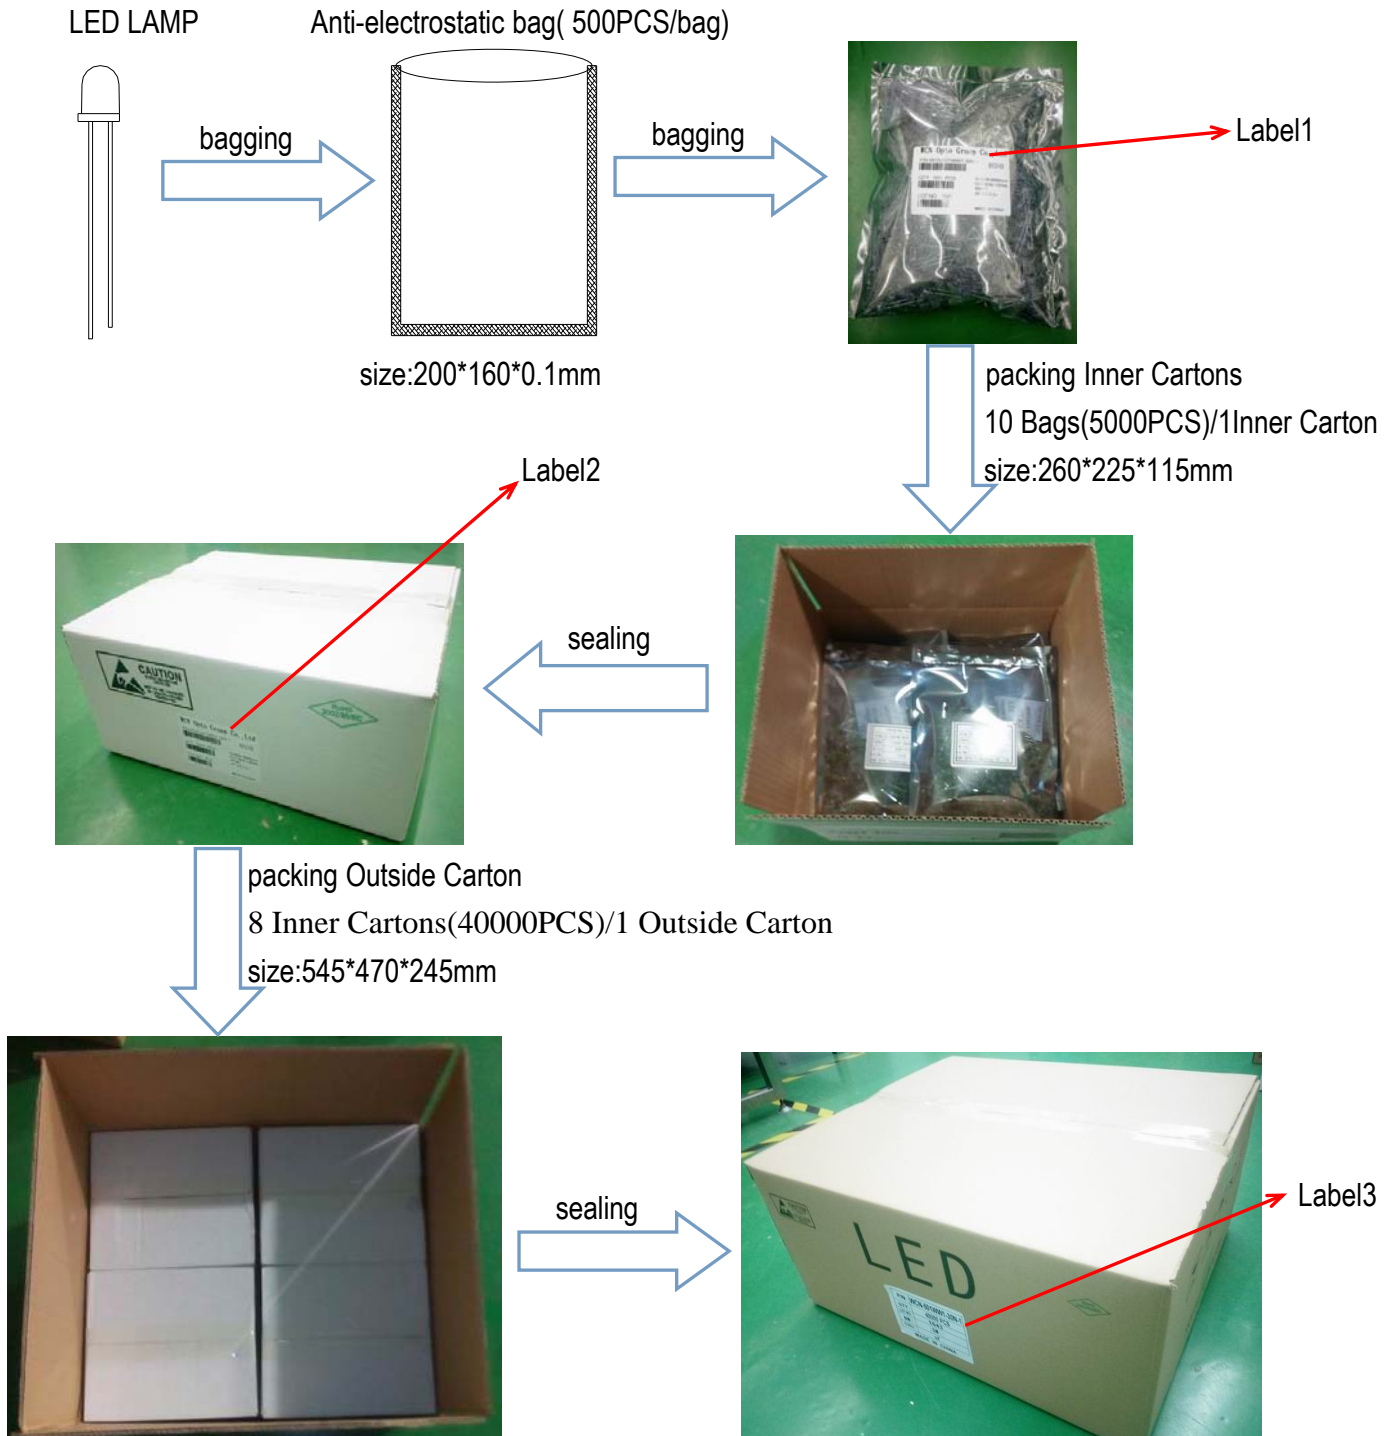 LED LAMP
Anti-electrostatic bag( 500PCS/bag)
bagging
bagging
Label1
size:200*160*0.1mm
packing Inner Cartons
10 Bags(5000PCS)/1Inner Carton
size:260*225*115mm
Label2
sealing
CAUTION
packing Outside Carton
8 Inner Cartons(40000PCS)/1 Outside Carton
size:545*470*245mm
sealing
Label3
LED